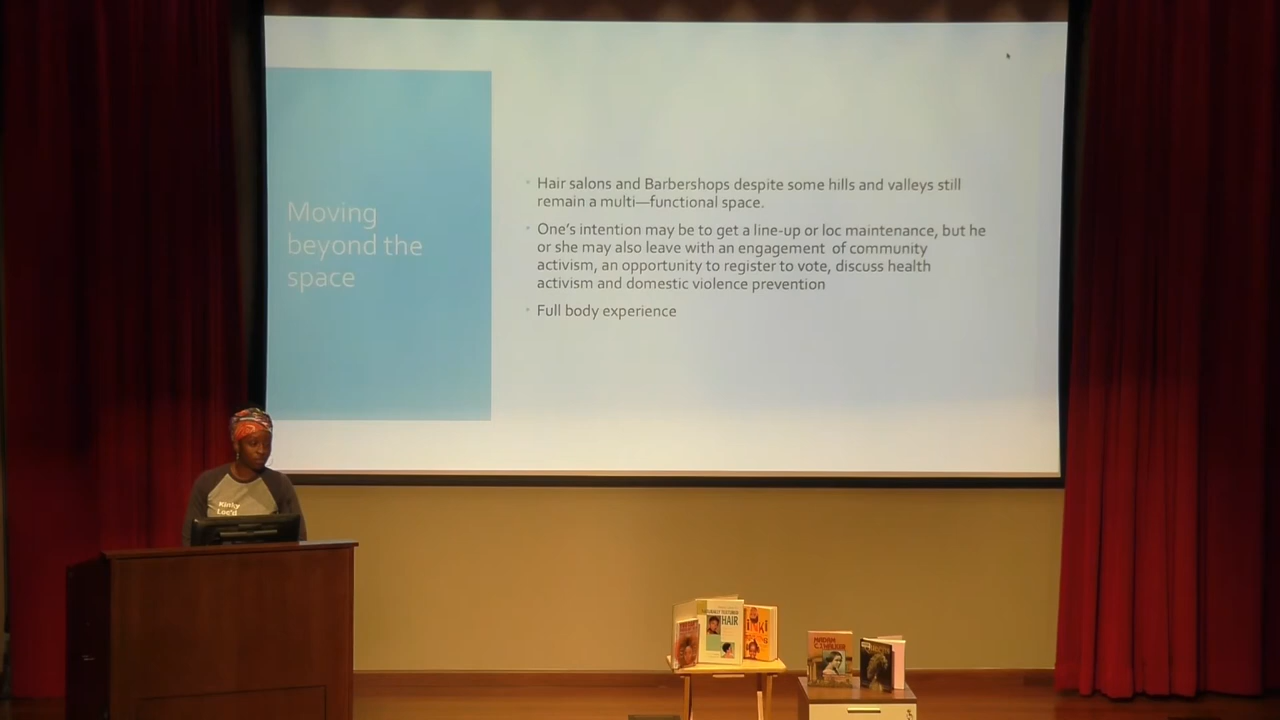 Moving
beyond the
space
Hair salons and Barbershops despite some hills and valleys still
remain a multi—functional space.
One's intention may be to get a line-up or loc maintenance, but he
or she may also leave with an engagement of community
activism, an opportunity to register to vote, discuss health
activism and domestic violence prevention
Full body experience
Kinky
Loc'd
HAIR
MADAM
C.J. WALKER